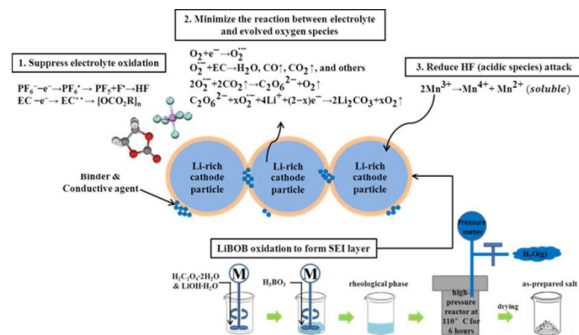 2. Minimize the reaction between electrolyte
and evolved oxygen species
O₂+e⁻→O₂˙⁻
O₂˙⁻+EC→H₂O, CO↑, CO₂↑, and others
2O₂˙⁻+2CO₂↑→C₂O₆²⁻+O₂↑
C₂O₆²⁻+xO₂˙⁻+4Li⁺+(2−x)e⁻→2Li₂CO₃+xO₂↑
1. Suppress electrolyte oxidation
PF₆⁻−e⁻→PF₆˙→PF₅+F˙→HF
EC −e⁻→EC⁺˙→[OCO₂R]ₙ
3. Reduce HF (acidic species) attack
2Mn³⁺→Mn⁴⁺+ Mn²⁺ (soluble)
Li-rich
cathode
particle
Li-rich
cathode
particle
Li-rich
cathode
particle
Binder &
Conductive agent
LiBOB oxidation to form SEI layer
Pressure
meter
H₂O(g)
H₂C₂O₄·2H₂O
& LiOH·H₂O
M
H₃BO₃
M
rheological phase
high-
pressure
reactor at
110° C for
6 hours
drying
as-prepared salt